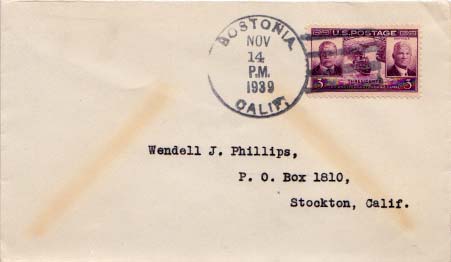 BOSTONIA
NOV
14
P.M.
1939
CALIF.
U.S. POSTAGE
3 3
Wendell J. Phillips,
P. O. Box 1810,
Stockton, Calif.